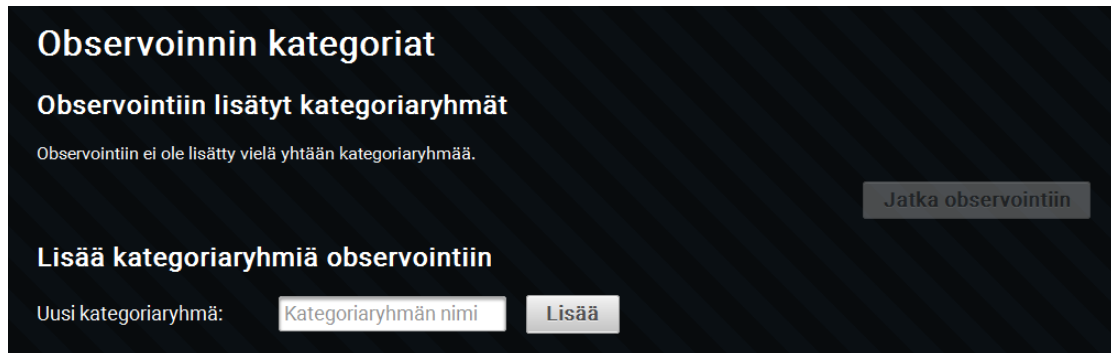 Observoinnin kategoriat
Observointiin lisätyt kategoriaryhmät
Observointiin ei ole lisätty vielä yhtään kategoriaryhmää.
Jatka observointiin
Lisää kategoriaryhmiä observointiin
Uusi kategoriaryhmä: Kategoriaryhmän nimi Lisää